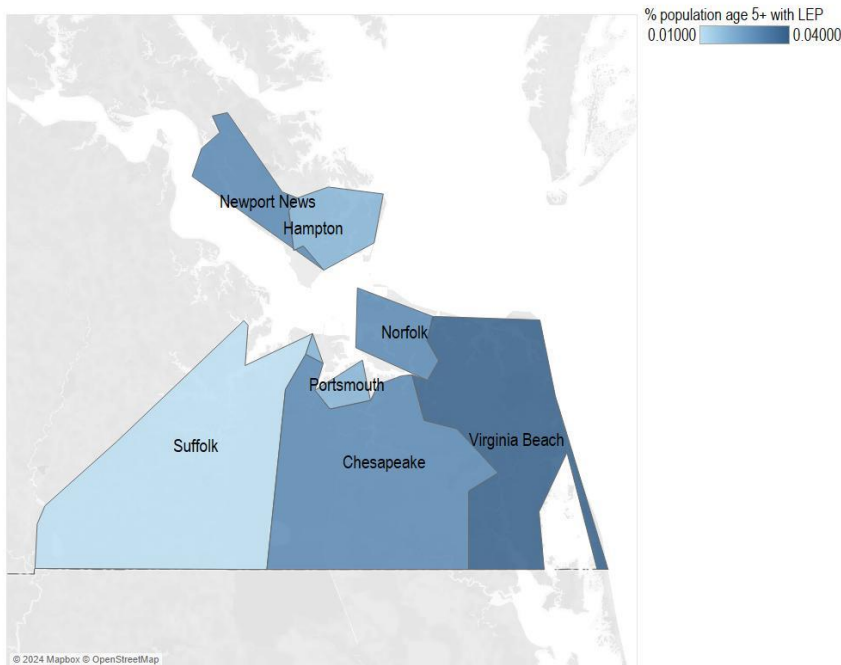 % population age 5+ with LEP
0.01000 0.04000
Newport News
Hampton
Norfolk
Portsmouth
Virginia Beach
Suffolk
Chesapeake
© 2024 Mapbox © OpenStreetMap